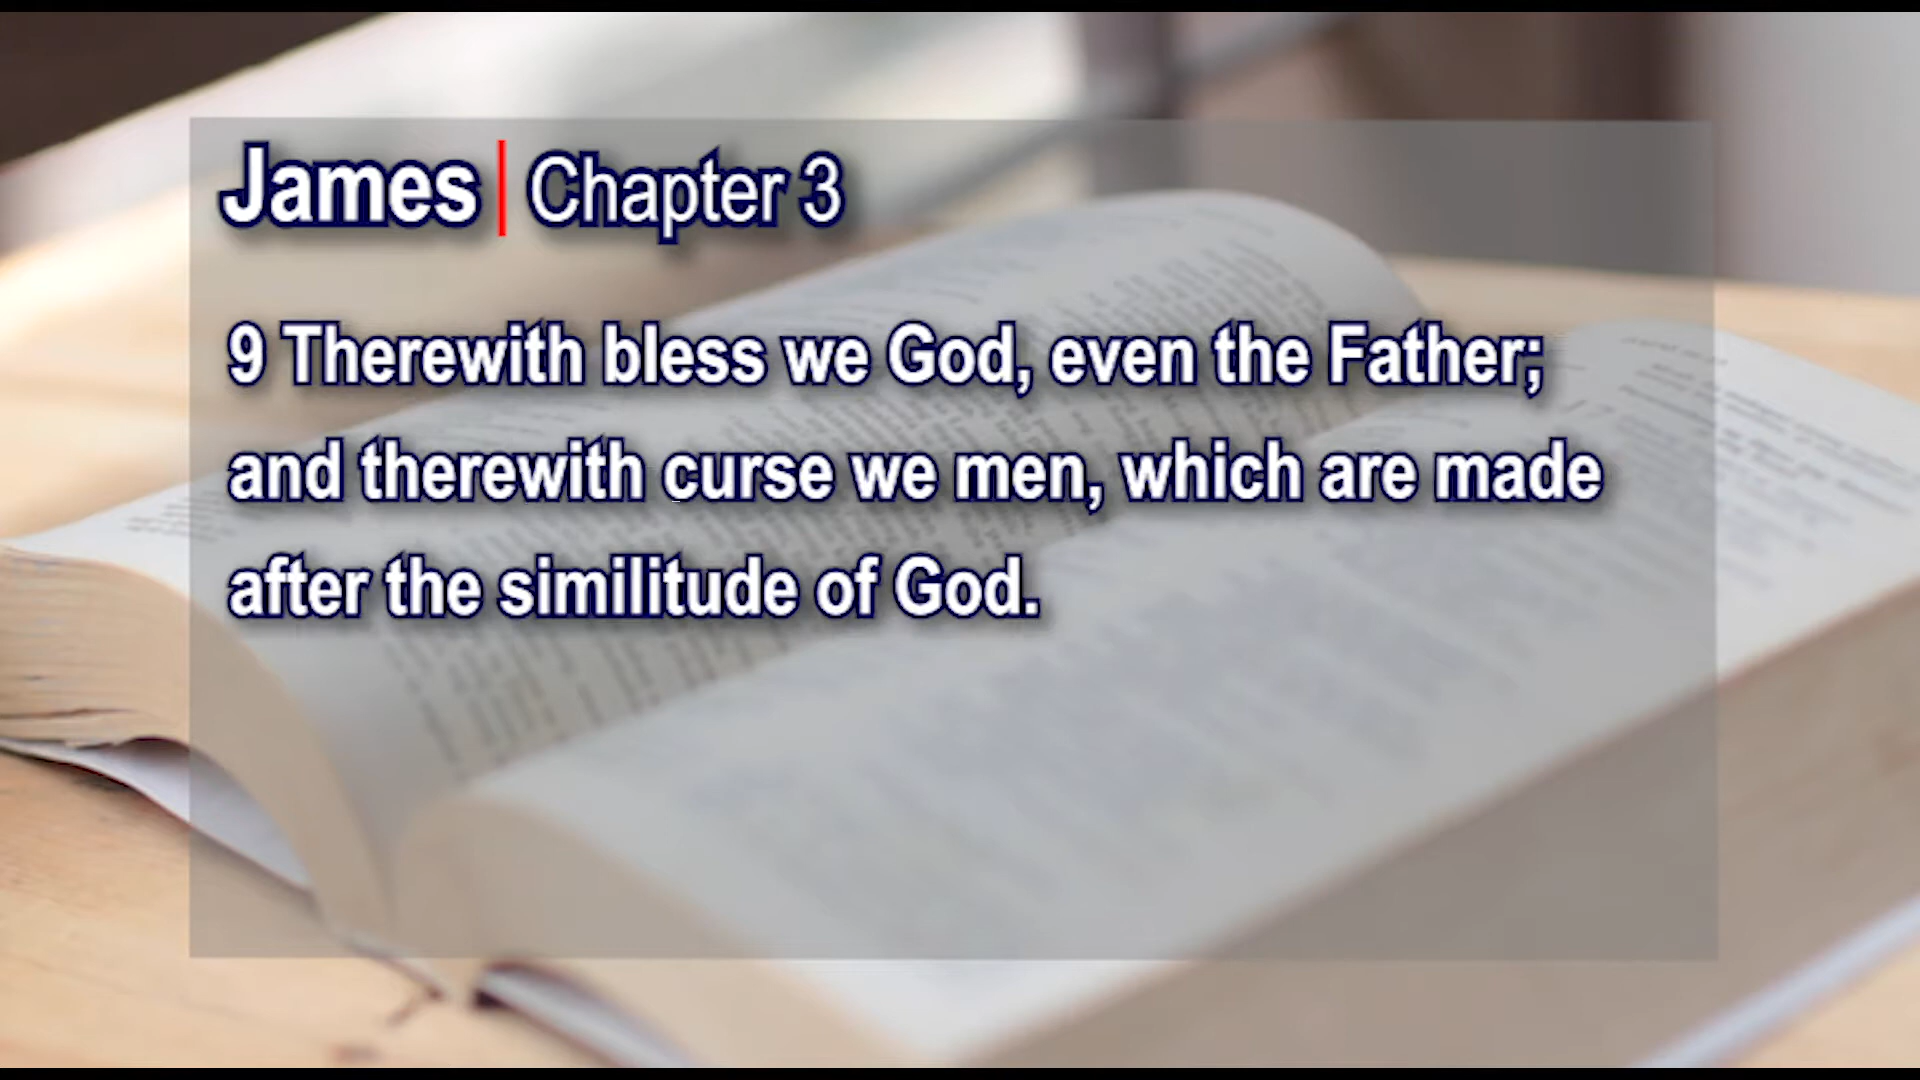 James | Chapter 3
9 Therewith bless we God, even the Father;
and therewith curse we men, which are made
after the similitude of God.